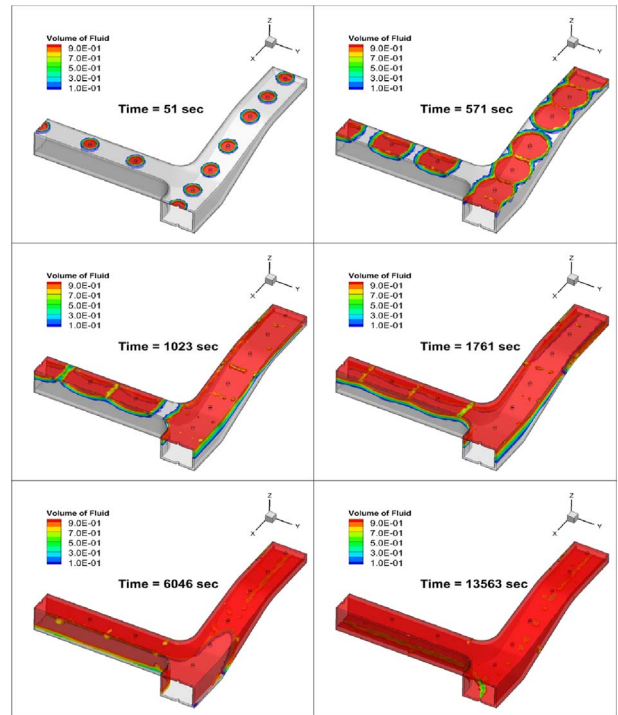 Volume of Fluid
9.0E-01
7.0E-01
5.0E-01
3.0E-01
1.0E-01
Time = 51 sec
Z
X
Y
Volume of Fluid
9.0E-01
7.0E-01
5.0E-01
3.0E-01
1.0E-01
Time = 571 sec
Z
X
Y
Volume of Fluid
9.0E-01
7.0E-01
5.0E-01
3.0E-01
1.0E-01
Time = 1023 sec
Z
X
Y
Volume of Fluid
9.0E-01
7.0E-01
5.0E-01
3.0E-01
1.0E-01
Time = 1761 sec
Z
X
Y
Volume of Fluid
9.0E-01
7.0E-01
5.0E-01
3.0E-01
1.0E-01
Time = 6046 sec
Z
X
Y
Volume of Fluid
9.0E-01
7.0E-01
5.0E-01
3.0E-01
1.0E-01
Time = 13563 sec
Z
X
Y